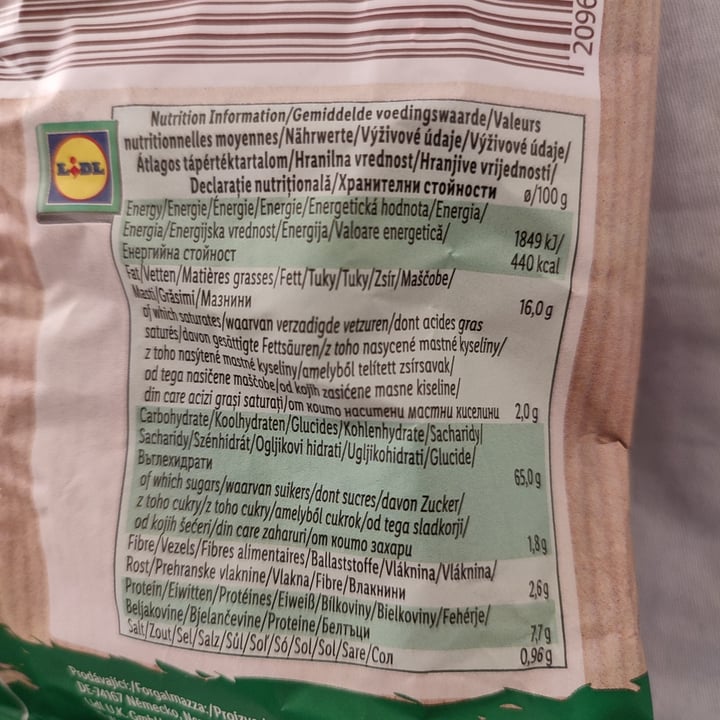 2096
LIDL
Nutrition Information/Gemiddelde voedingswaarde/Valeurs
nutritionnelles moyennes/Nährwerte/Výživové údaje/Výživové údaje/
Átlagos tápértéktartalom/Hranilna vrednost/Hranjive vrijednosti/
Declarație nutrițională/Хранителни стойности ø/100 g
Energy/Energie/Énergie/Energie/Energetická hodnota/Energia/
Energia/Energijska vrednost/Energija/Valoare energetică/ 1849 kJ/
Енергийна стойност 440 kcal
Fat/Vetten/Matières grasses/Fett/Tuky/Tuky/Zsír/Maščobe/
Masti/Grăsimi/Мазнини 16,0 g
of which saturates/waarvan verzadigde vetzuren/dont acides gras
saturés/davon gesättigte Fettsäuren/z toho nasycené mastné kyseliny/
z toho nasýtené mastné kyseliny/amelyből telített zsírsavak/
od tega nasičene maščobe/od kojih zasićene masne kiseline/
din care acizi grași saturați/от които наситени мастни киселини 2,0 g
Carbohydrate/Koolhydraten/Glucides/Kohlenhydrate/Sacharidy/
Sacharidy/Szénhidrát/Ogljikovi hidrati/Ugljikohidrati/Glucide/
Въглехидрати 65,0 g
of which sugars/waarvan suikers/dont sucres/davon Zucker/
z toho cukry/z toho cukry/amelyből cukrok/od tega sladkorji/
od kojih šećeri/din care zaharuri/от които захари 1,8 g
Fibre/Vezels/Fibres alimentaires/Ballaststoffe/Vláknina/Vláknina/
Rost/Prehranske vlaknine/Vlakna/Fibre/Влакнини 2,6 g
Protein/Eiwitten/Protéines/Eiweiß/Bílkoviny/Bielkoviny/Fehérje/
Beljakovine/Bjelančevine/Proteine/Белтъци 7,7 g
Salt/Zout/Sel/Salz/Sůl/Soľ/Só/Sol/Sol/Sare/Сол 0,96 g
Prodávající:/Forgalmazza:/
DE-74167 Německo
Lidl U.K. GmbH